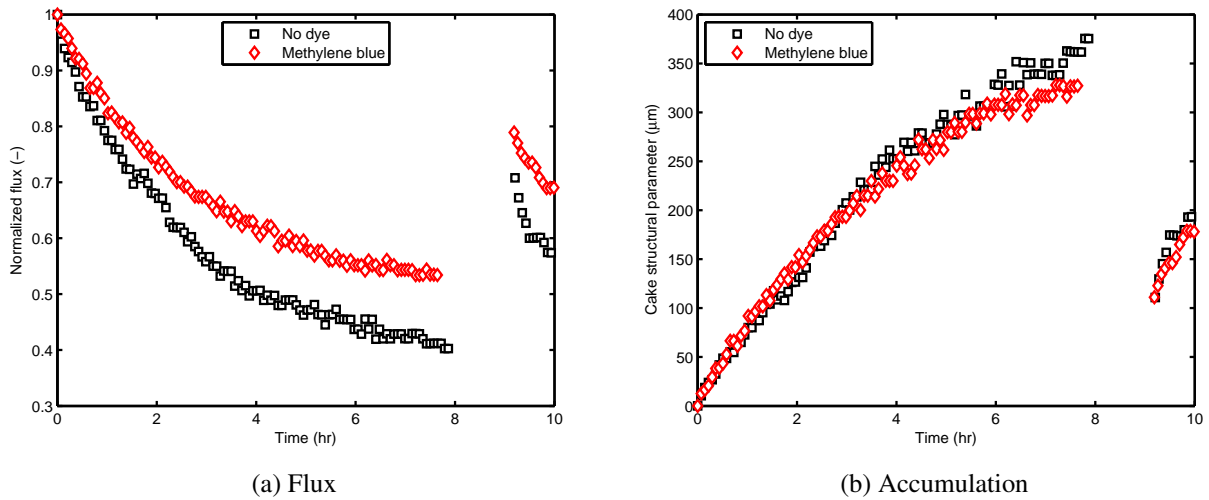 1
0.9
0.8
0.7
0.6
0.5
0.4
0.3
0
2
4
6
8
10
Time (hr)
Normalized flux (−)
No dye
Methylene blue
(a) Flux
400
350
300
250
200
150
100
50
0
0
2
4
6
8
10
Time (hr)
Cake structural parameter (μm)
No dye
Methylene blue
(b) Accumulation